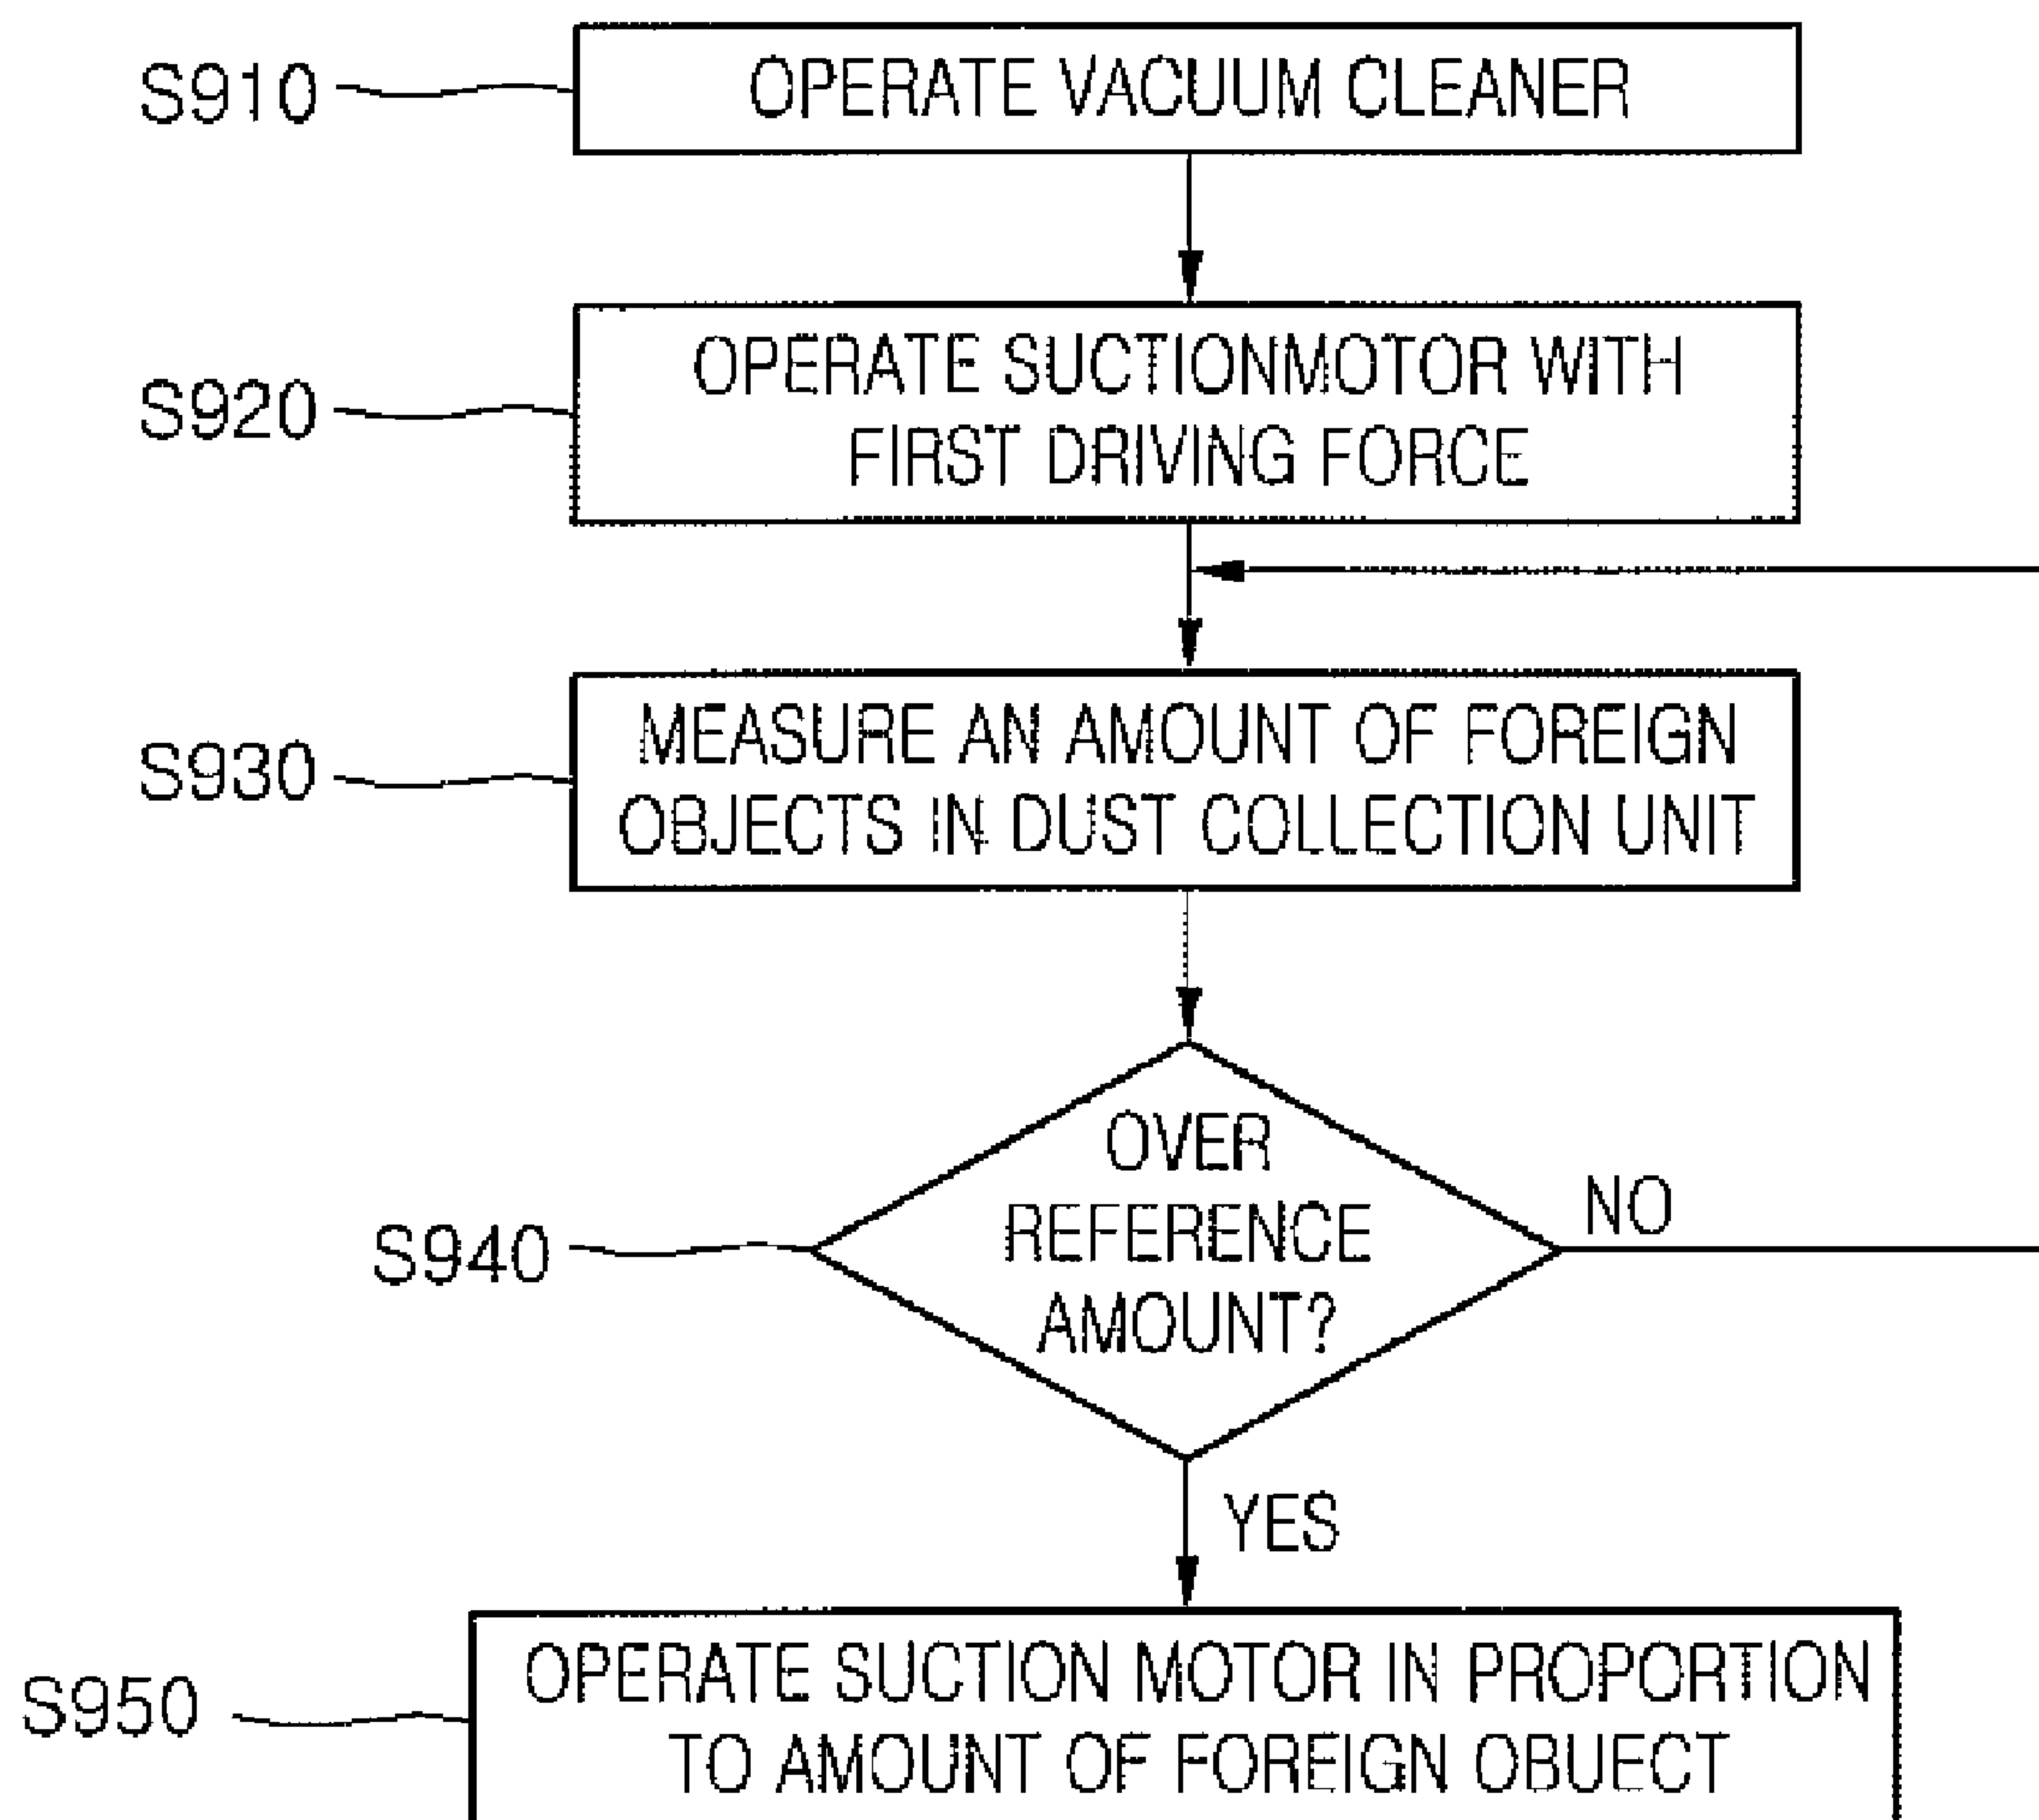 S910
OPERATE VACUUM CLEANER
S920
OPERATE SUCTIONMOTOR WITH
FIRST DRIVING FORCE
S930
MEASURE AN AMOUNT OF FOREIGN
OBJECTS IN DUST COLLECTION UNIT
S940
OVER
REFERENCE
AMOUNT?
NO
YES
S950
OPERATE SUCTION MOTOR IN PROPORTION
TO AMOUNT OF FOREIGN OBUECT